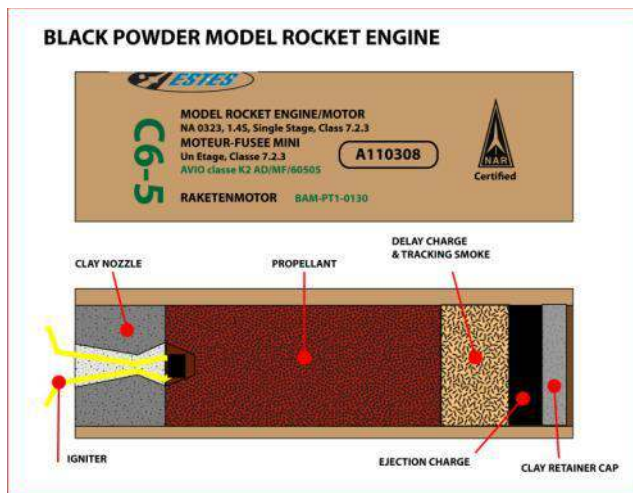 BLACK POWDER MODEL ROCKET ENGINE
ESTES
C6-5
MODEL ROCKET ENGINE/MOTOR
NA 0323, 1.4S, Single Stage, Class 7.2.3
MOTEUR-FUSEE MINI
Un Etage, Classe 7.2.3
AVIO classe K2 AD/MF/60505
RAKETENMOTOR BAM-PT1-0130
A110308
NAR
Certified
DELAY CHARGE
& TRACKING SMOKE
CLAY NOZZLE
PROPELLANT
IGNITER
EJECTION CHARGE
CLAY RETAINER CAP